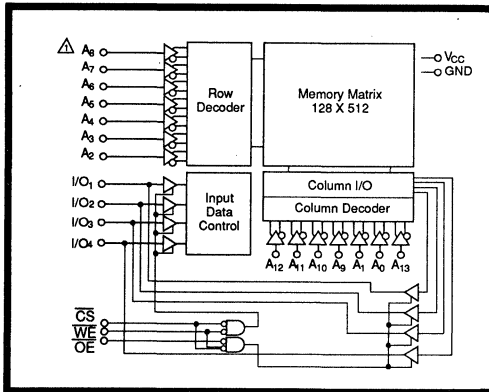 1
A8
A7
A6
A5
A4
A3
A2
Row
Decoder
Memory Matrix
128 X 512
VCC
GND
I/O1
I/O2
I/O3
I/O4
Input
Data
Control
Column I/O
Column Decoder
A12 A11 A10 A9 A1 A0 A13
CS
WE
OE